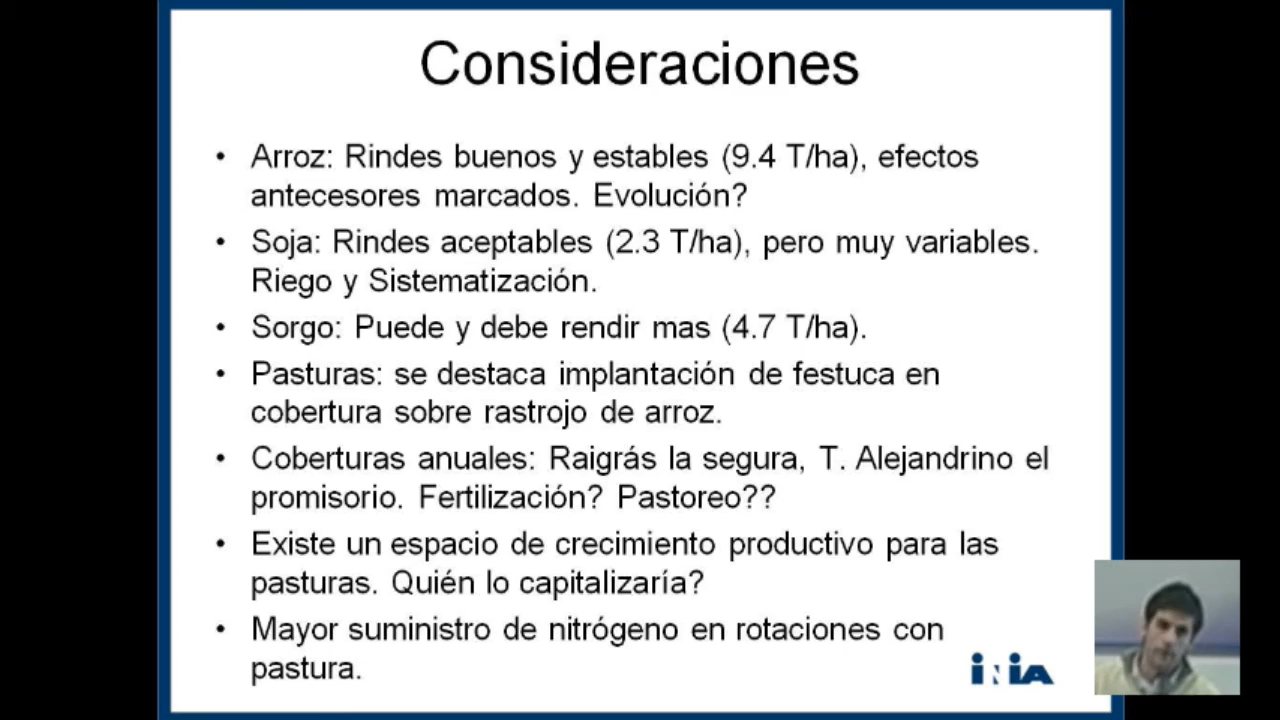 Consideraciones
• Arroz: Rindes buenos y estables (9.4 T/ha), efectos
antecesores marcados. Evolución?
• Soja: Rindes aceptables (2.3 T/ha), pero muy variables.
Riego y Sistematización.
• Sorgo: Puede y debe rendir mas (4.7 T/ha).
• Pasturas: se destaca implantación de festuca en
cobertura sobre rastrojo de arroz.
• Coberturas anuales: Raigrás la segura, T. Alejandrino el
promisorio. Fertilización? Pastoreo??
• Existe un espacio de crecimiento productivo para las
pasturas. Quién lo capitalizaría?
• Mayor suministro de nitrógeno en rotaciones con
pastura.
iNiA